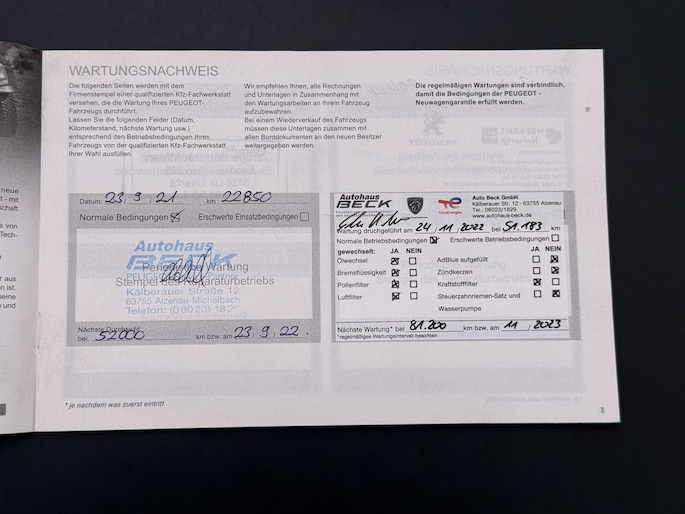 WARTUNGSNACHWEIS
Die folgenden Seiten werden mit dem
Firmenstempel einer qualifizierten Kfz-Fachwerkstatt
versehen, die die Wartung Ihres PEUGEOT-
Fahrzeugs durchführt.
Lassen Sie die folgenden Felder (Datum,
Kilometerstand, nächste Wartung usw.)
entsprechend den Betriebsbedingungen Ihres
Fahrzeugs von der qualifizierten Kfz-Fachwerkstatt
Ihrer Wahl ausfüllen.
Wir empfehlen Ihnen, alle Rechnungen
und Unterlagen in Zusammenhang mit
den Wartungsarbeiten an Ihrem Fahrzeug
aufzubewahren.
Bei einem Wiederverkauf des Fahrzeugs
müssen diese Unterlagen zusammen mit
allen Borddokumenten an den neuen Besitzer
weitergegeben werden.
Die regelmäßigen Wartungen sind verbindlich,
damit die Bedingungen der PEUGEOT -
Neuwagengarantie erfüllt werden.
Datum: 23, 9, 21 km: 22850
Normale Bedingungen Erschwerte Einsatzbedingungen
Autohaus
BECK
Periodische Wartung
PEUGEOT
Stempel des Reparaturbetriebs
Kälberauer Straße 12
63755 Alzenau-Michelbach
Telefon: (06023) 182
Nächste Durchsicht
bei: 52000 km bzw. am 23, 9, 22.
* je nachdem was zuerst eintritt
Autohaus
BECK
TotalEnergies
Auto Beck GmbH
Kälberauer Str. 12 - 63755 Alzenau
Tel.: 06023/1829
www.autohaus-beck.de
Wartung durchgeführt am 24, 11, 2022 bei 51.183 km
Normale Betriebsbedingungen Erschwerte Betriebsbedingungen
gewechselt: JA NEIN JA NEIN
Ölwechsel AdBlue aufgefüllt
Bremsflüssigkeit Zündkerzen
Pollenfilter Kraftstofffilter
Luftfilter Steuerzahnriemen-Satz und
Wasserpumpe
Nächste Wartung* bei 81.200 km bzw. am 11, 2023
*regelmäßiges Wartungsintervall beachten
3